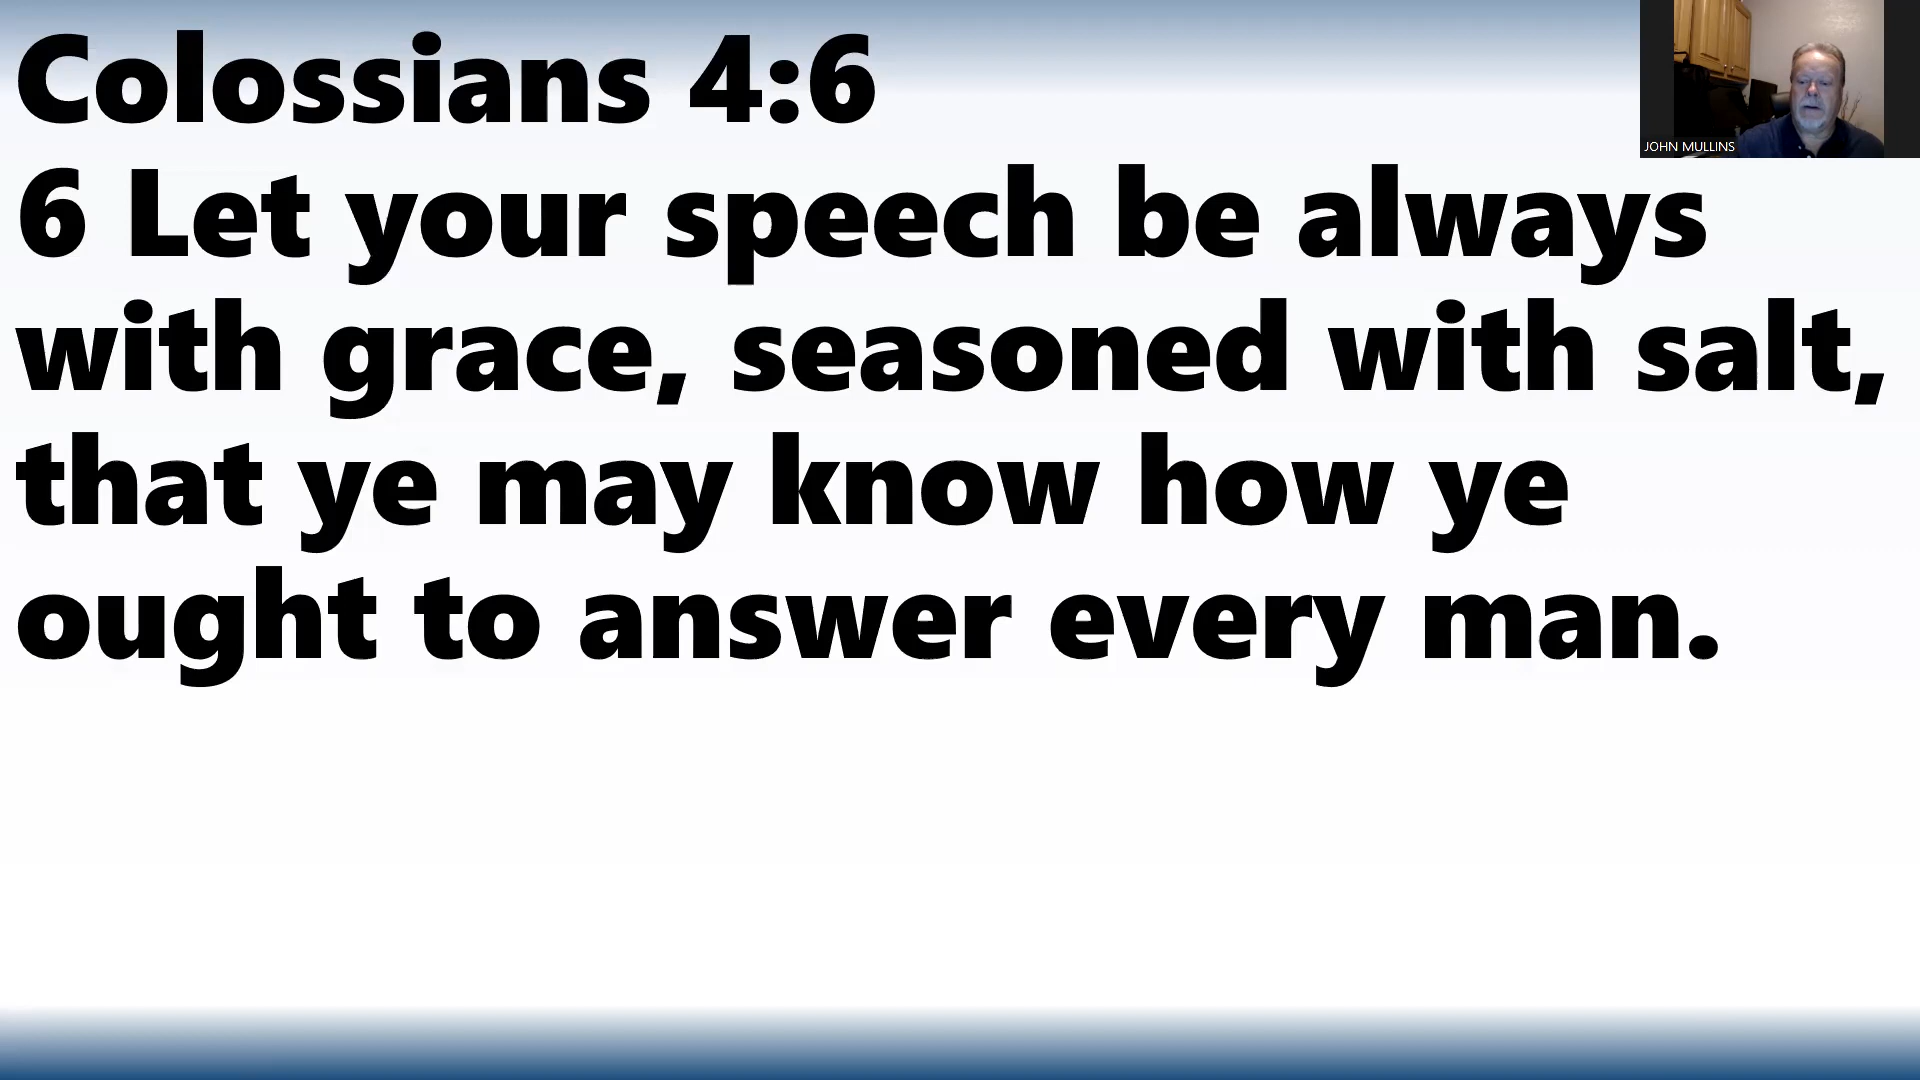 Colossians 4:6
6 Let your speech be always
with grace, seasoned with salt,
that ye may know how ye
ought to answer every man.
JOHN MULLINS